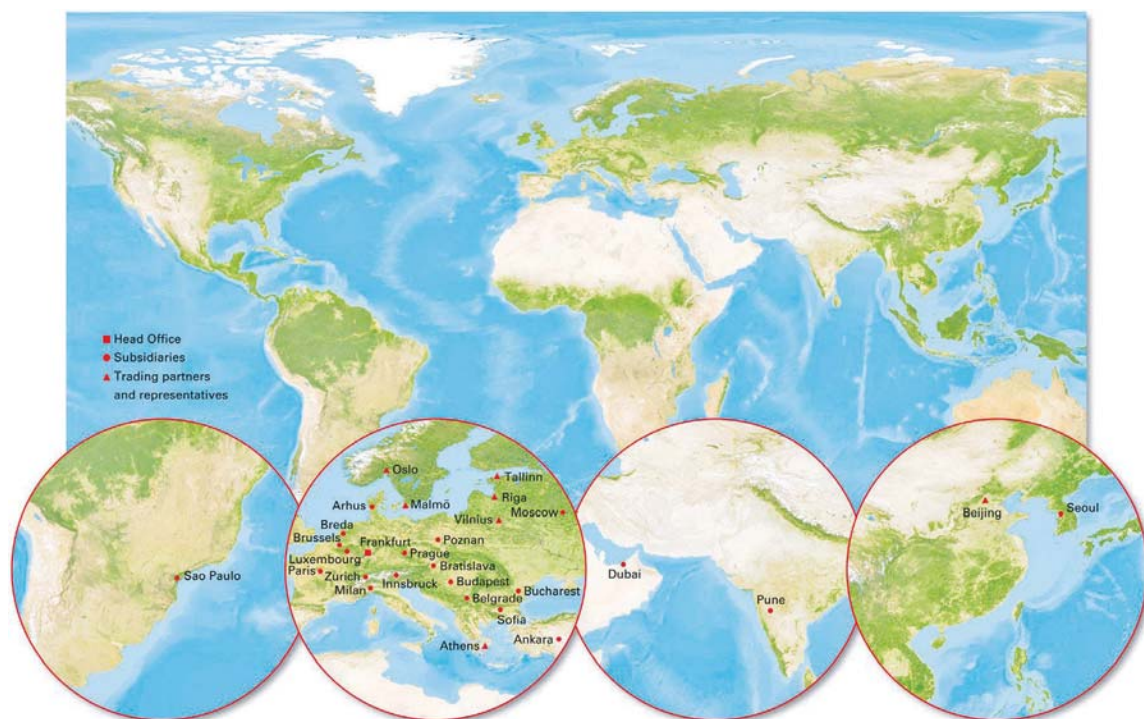 Head Office
Subsidiaries
Trading partners
and representatives
Sao Paulo
Oslo
Tallinn
Arhus
Malmö
Riga
Moscow
Vilnius
Breda
Brussels
Frankfurt
Poznan
Luxembourg
Prague
Bratislava
Paris
Zurich
Innsbruck
Budapest
Milan
Bucharest
Belgrade
Sofia
Athens
Ankara
Dubai
Pune
Beijing
Seoul